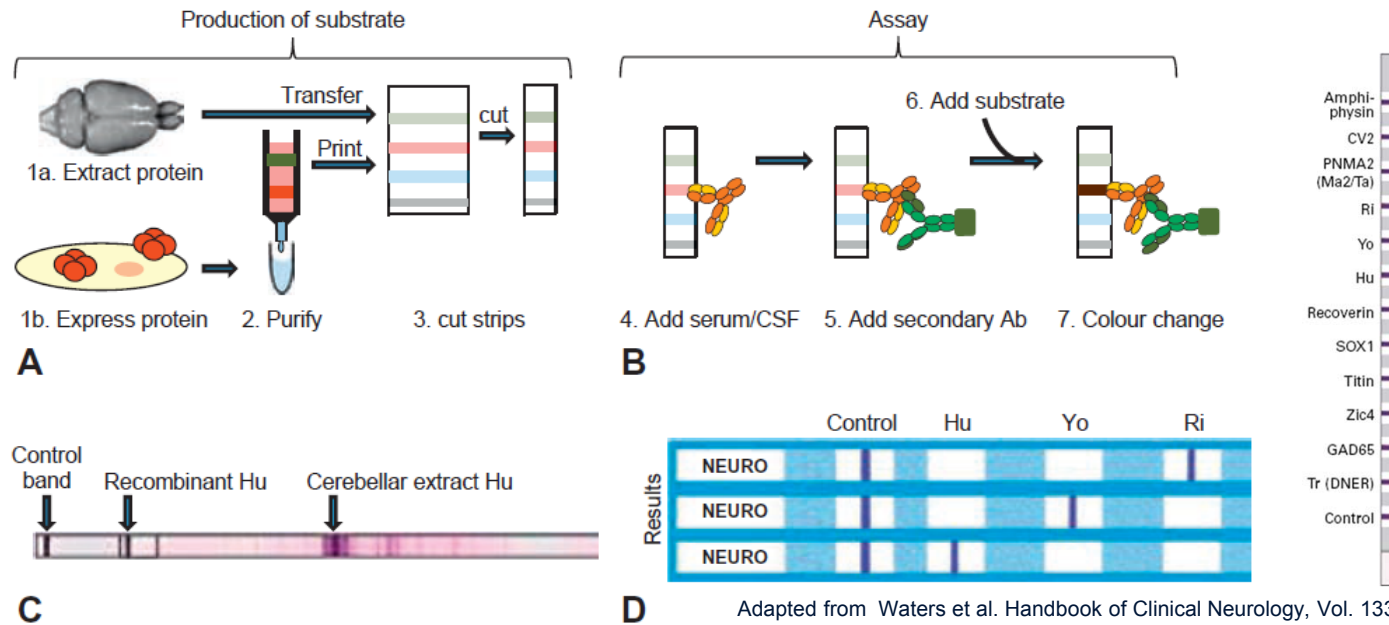 Production of substrate
Transfer
cut
Print
1a. Extract protein
1b. Express protein
2. Purify
3. cut strips
A
Assay
6. Add substrate
4. Add serum/CSF
5. Add secondary Ab
7. Colour change
B
Control
band
Recombinant Hu
Cerebellar extract Hu
C
Control
Hu
Yo
Ri
Results
NEURO
NEURO
NEURO
D
Adapted from Waters et al. Handbook of Clinical Neurology, Vol. 133
Amphi-
physin
CV2
PNMA2
(Ma2/Ta)
Ri
Yo
Hu
Recoverin
SOX1
Titin
Zic4
GAD65
Tr (DNER)
Control